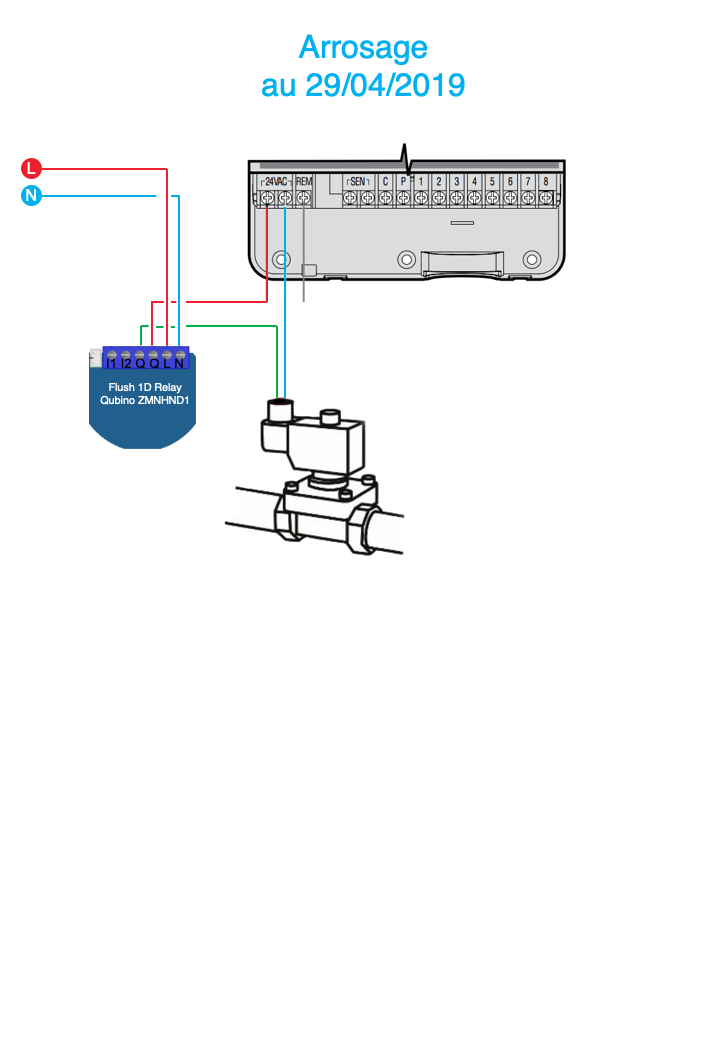 Arrosage
au 29/04/2019
L
N
24VAC REM SEN C P 1 2 3 4 5 6 7 8
I1 I2 Q Q L N
Flush 1D Relay
Qubino ZMNHND1